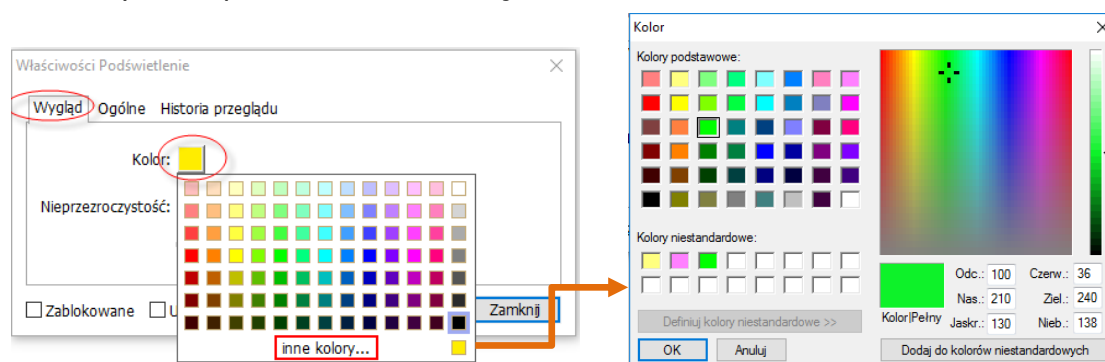 Właściwości Podświetlenie
Wygląd Ogólne Historia przeglądu
Kolor:
Nieprzezroczystość:
Zablokowane U
Zamknij
inne kolory...
Kolor
Kolory podstawowe:
Kolory niestandardowe:
Definiuj kolory niestandardowe >>
OK Anuluj
Kolor|Pełny
Odc.: 100 Czerw.: 36
Nas.: 210 Ziel.: 240
Jaskr.: 130 Nieb.: 138
Dodaj do kolorów niestandardowych